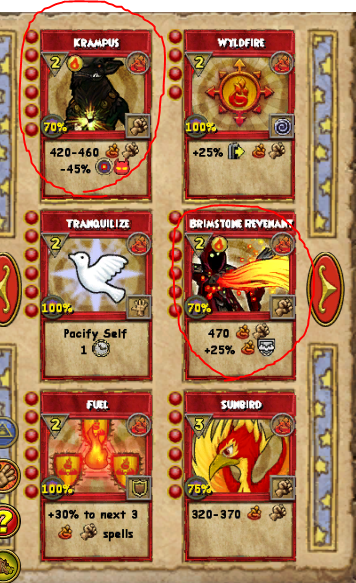 KRAMPUS
2
70%
420-460
-45%
WYLDFIRE
2
100%
+25%
TRANQUILIZE
2
100%
Pacify Self
1
BRIMSTONE REVENANT
2
70%
470
+25%
FUEL
2
100%
+30% to next 3
spells
SUNBIRD
3
75%
320-370
?